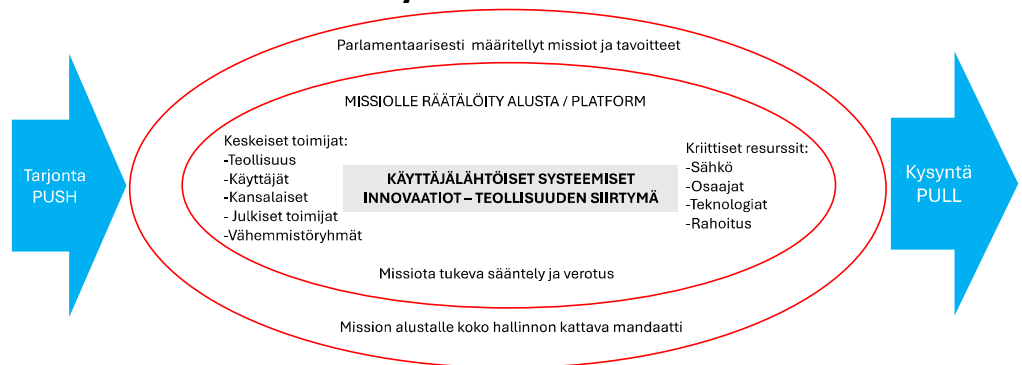 Parlamentaarisesti määritellyt missiot ja tavoitteet
MISSIOLLE RÄÄTÄLÖITY ALUSTA / PLATFORM
Tarjonta
PUSH
Keskeiset toimijat:
-Teollisuus
-Käyttäjät
-Kansalaiset
- Julkiset toimijat
-Vähemmistöryhmät
KÄYTTÄJÄLÄHTÖISET SYSTEEMISET
INNOVAATIOT – TEOLLISUUDEN SIIRTYMÄ
Kriittiset resurssit:
-Sähkö
-Osaajat
-Teknologiat
-Rahoitus
Kysyntä
PULL
Missiota tukeva sääntely ja verotus
Mission alustalle koko hallinnon kattava mandaatti